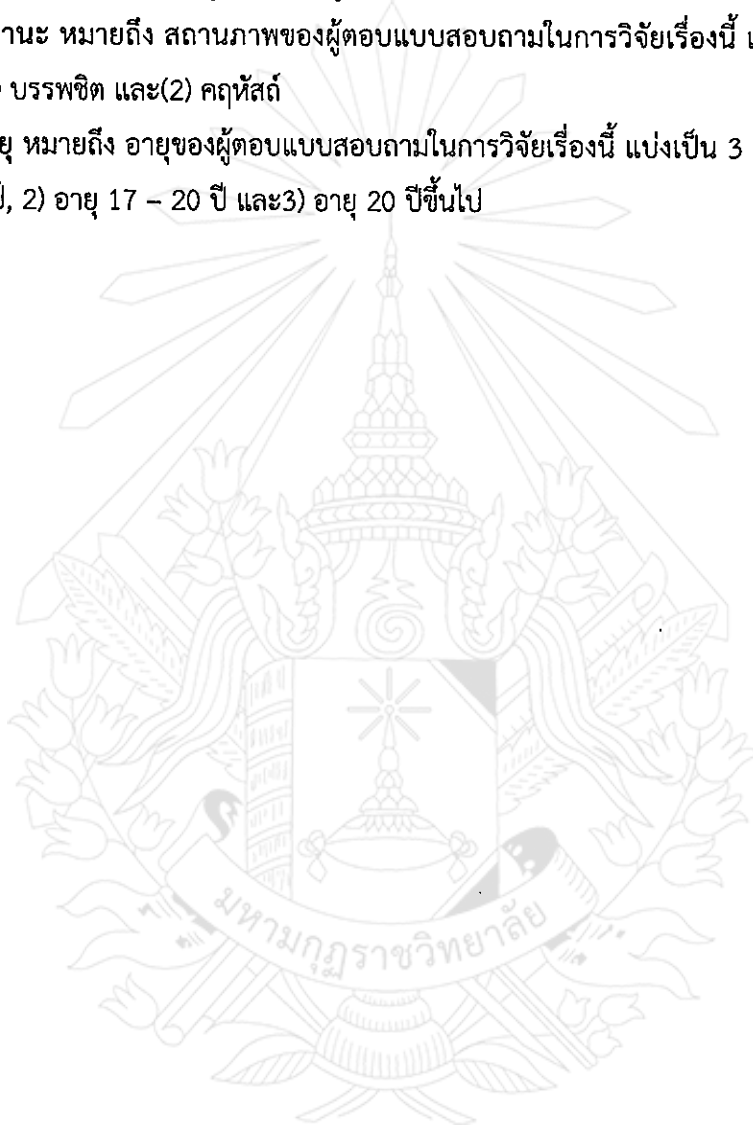 านะ หมายถึง สถานภาพของผู้ตอบแบบสอบถามในการวิจัยเรื่องนี้
บรรพชิต และ(2) คฤหัสถ์
ยุ หมายถึง อายุของผู้ตอบแบบสอบถามในการวิจัยเรื่องนี้ แบ่งเป็น 3
ปี, 2) อายุ 17 – 20 ปี และ3) อายุ 20 ปีขึ้นไป
มหามกุฏราชวิทยาลัย